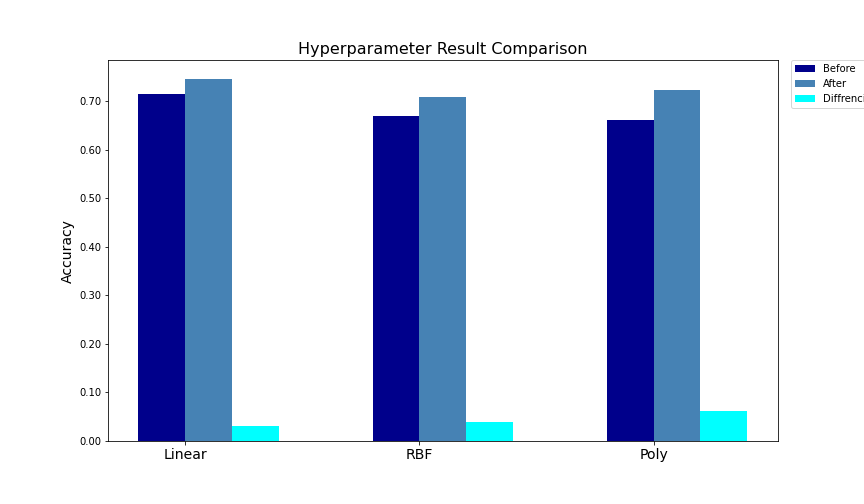 Hyperparameter Result Comparison
Before
After
Diffrenci
Accuracy
0.70
0.60
0.50
0.40
0.30
0.20
0.10
0.00
Linear
RBF
Poly